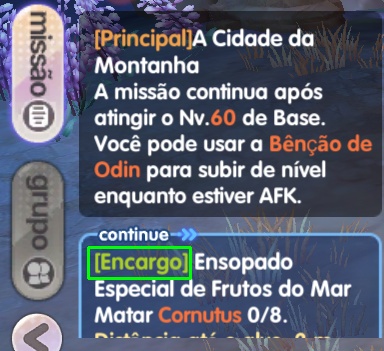 missão
grupo
[Principal]A Cidade da
Montanha
A missão continua após
atingir o Nv.60 de Base.
Você pode usar a Bênção de
Odin para subir de nível
enquanto estiver AFK.
continue
[Encargo] Ensopado
Especial de Frutos do Mar
Matar Cornutus 0/8.